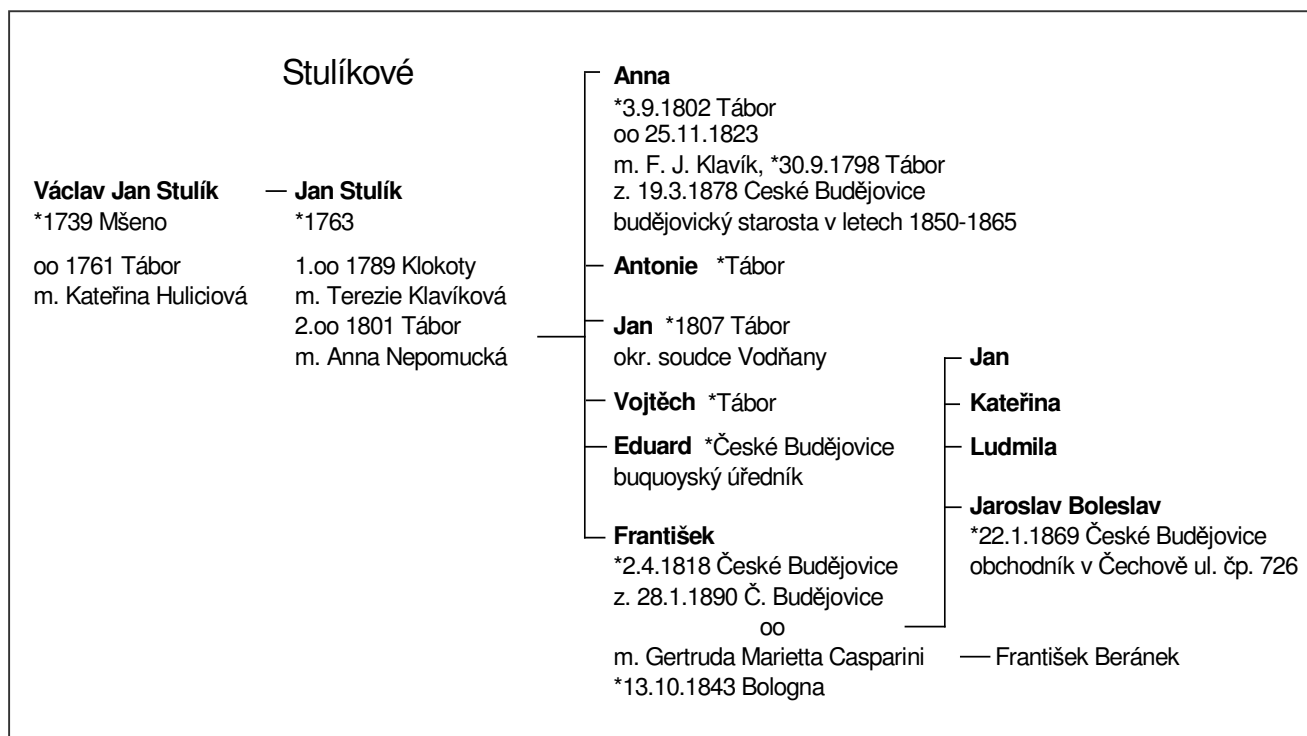 Stulíkové
Václav Jan Stulík
*1739 Mšeno
oo 1761 Tábor
m. Kateřina Huliciová
Jan Stulík
*1763
1.oo 1789 Klokoty
m. Terezie Klavíková
2.oo 1801 Tábor
m. Anna Nepomucká
Anna
*3.9.1802 Tábor
oo 25.11.1823
m. F. J. Klavík, *30.9.1798 Tábor
z. 19.3.1878 České Budějovice
budějovický starosta v letech 1850-1865
Antonie *Tábor
Jan *1807 Tábor
okr. soudce Vodňany
Vojtěch *Tábor
Eduard *České Budějovice
buquoyský úředník
František
*2.4.1818 České Budějovice
z. 28.1.1890 Č. Budějovice
oo
m. Gertruda Marietta Casparini
*13.10.1843 Bologna
Jan
Kateřina
Ludmila
Jaroslav Boleslav
*22.1.1869 České Budějovice
obchodník v Čechově ul. čp. 726
František Beránek